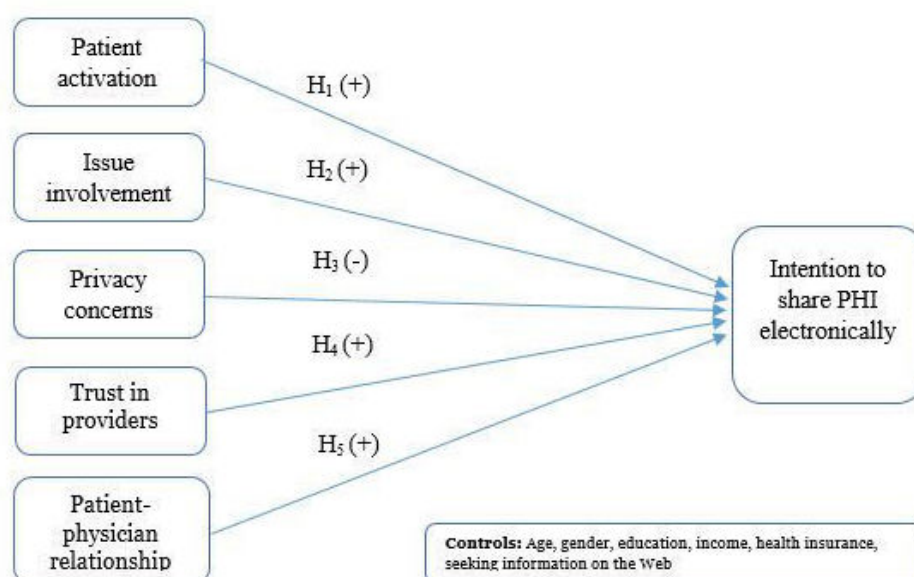 Patient
activation
H₁ (+)
Issue
involvement
H₂ (+)
Privacy
concerns
H₃ (-)
Trust in
providers
H₄ (+)
Patient-
physician
relationship
H₅ (+)
Intention to
share PHI
electronically
Controls: Age, gender, education, income, health insurance,
seeking information on the Web